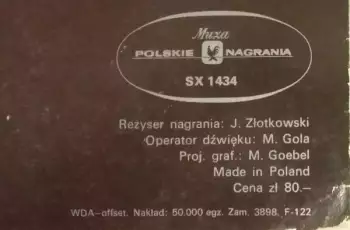 Muza
POLSKIE NAGRANIA
SX 1434
Reżyser nagrania: J. Złotkowski
Operator dźwięku: M. Gola
Proj. graf.: M. Goebel
Made in Poland
Cena zł 80.—
WDA—offset. Nakład: 50.000 egz. Zam. 3898. F-122